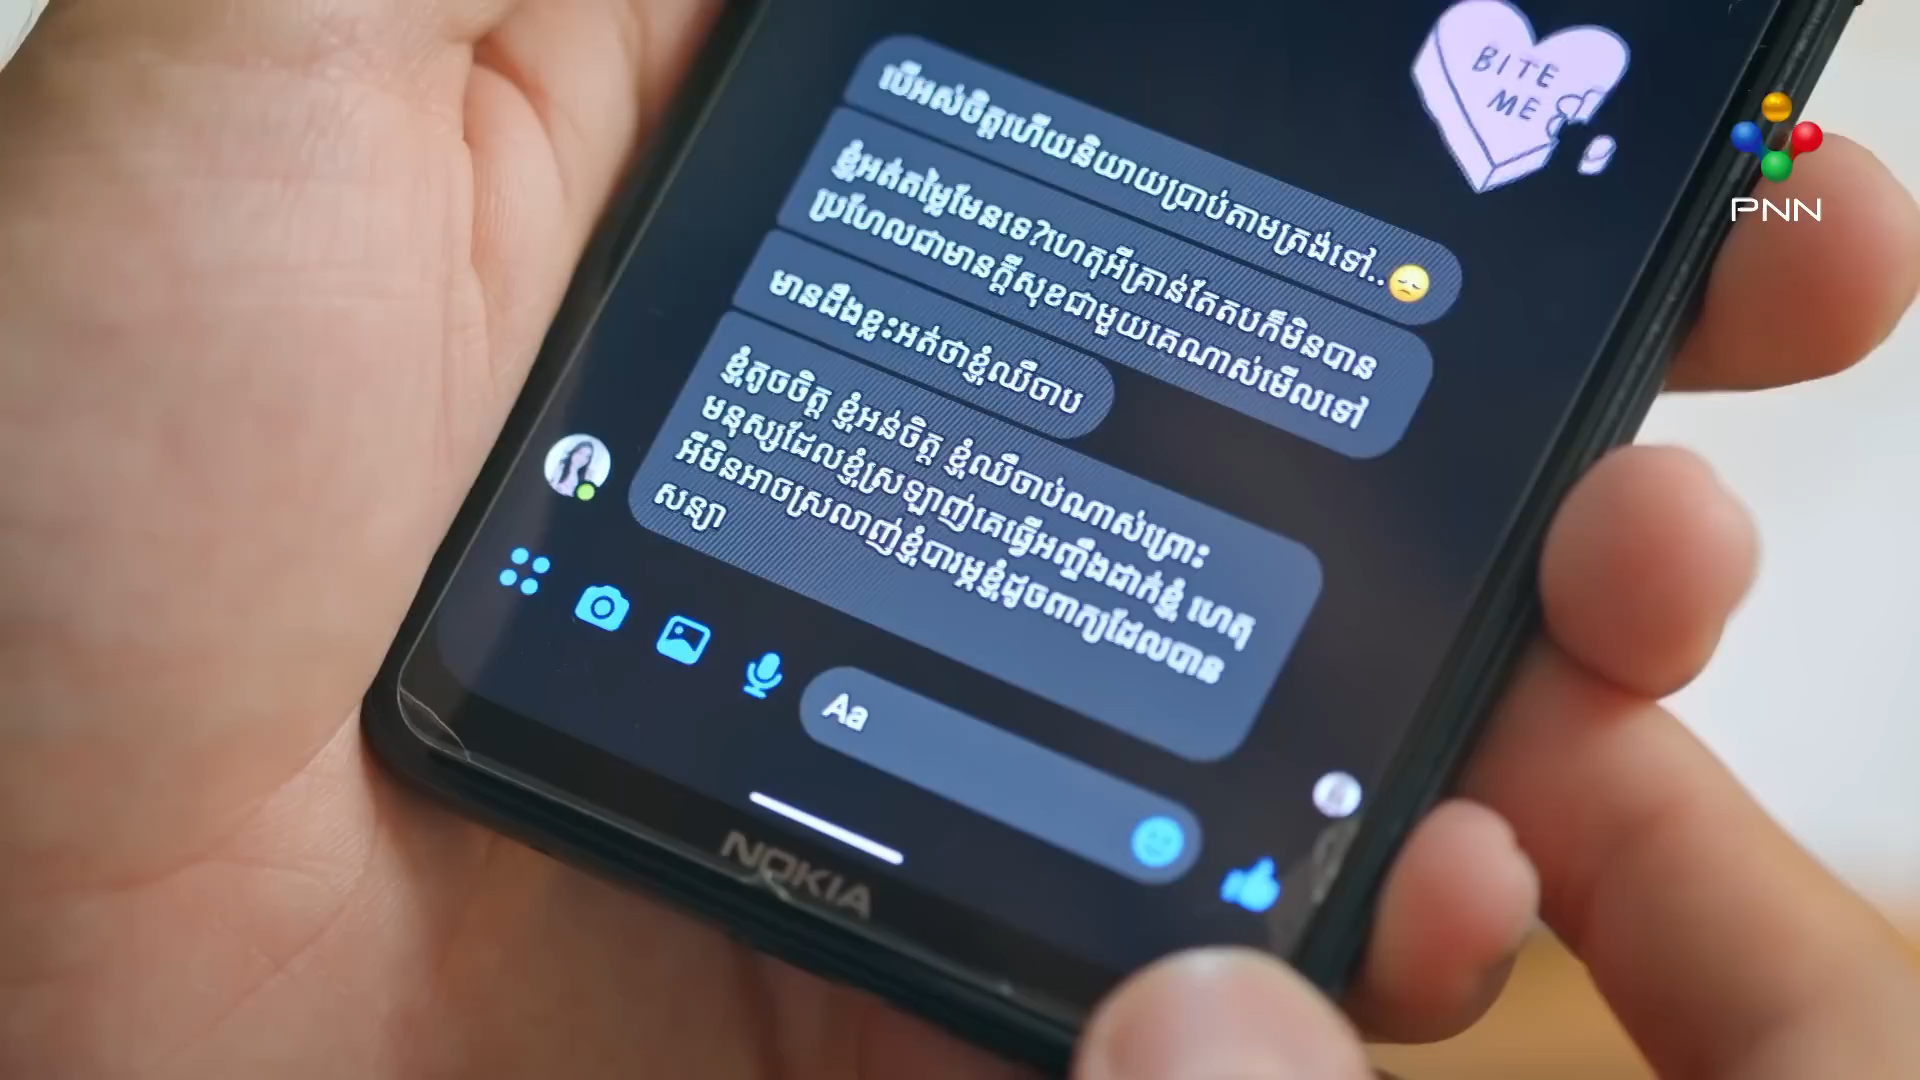 BITE
ME
PNN
បើអស់ចិត្តហើយនិយាយប្រាប់តាមត្រង់ទៅ..😞
ខ្ញុំអត់តម្លៃមែនទេ?ហេតុអីគ្រាន់តែតបក៏មិនបាន
ប្រហែលជាមានក្ដីសុខជាមួយគេណាស់មើលទៅ
មានដឹងខ្លះអត់ថាខ្ញុំឈឺចាប
ខ្ញុំតូចចិត្ត ខ្ញុំអន់ចិត្ត ខ្ញុំឈឺចាប់ណាស់ព្រោះ
មនុស្សដែលខ្ញុំស្រឡាញ់គេធ្វើអញ្ចឹងដាក់ខ្ញុំ ហេតុ
អីមិនអាចស្រលាញ់ខ្ញុំបារម្ភខ្ញុំដូចពាក្យដែលបាន
សន្យា
Aa
NOKIA